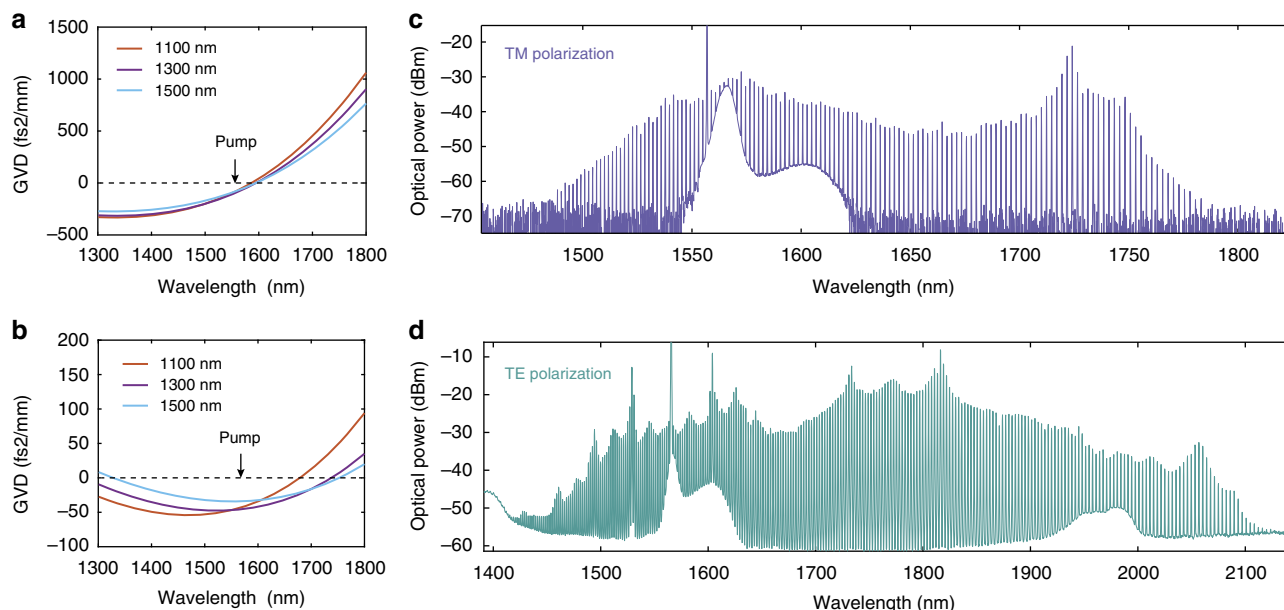 a
1500
1000
500
0
−500
GVD (fs2/mm)
1100 nm
1300 nm
1500 nm
Pump
1300 1400 1500 1600 1700 1800
Wavelength (nm)
c
−20
−30
−40
−50
−60
−70
Optical power (dBm)
TM polarization
1500 1550 1600 1650 1700 1750 1800
Wavelength (nm)
b
200
150
100
50
0
−50
−100
GVD (fs2/mm)
1100 nm
1300 nm
1500 nm
Pump
1300 1400 1500 1600 1700 1800
Wavelength (nm)
d
−10
−20
−30
−40
−50
−60
Optical power (dBm)
TE polarization
1400 1500 1600 1700 1800 1900 2000 2100
Wavelength (nm)